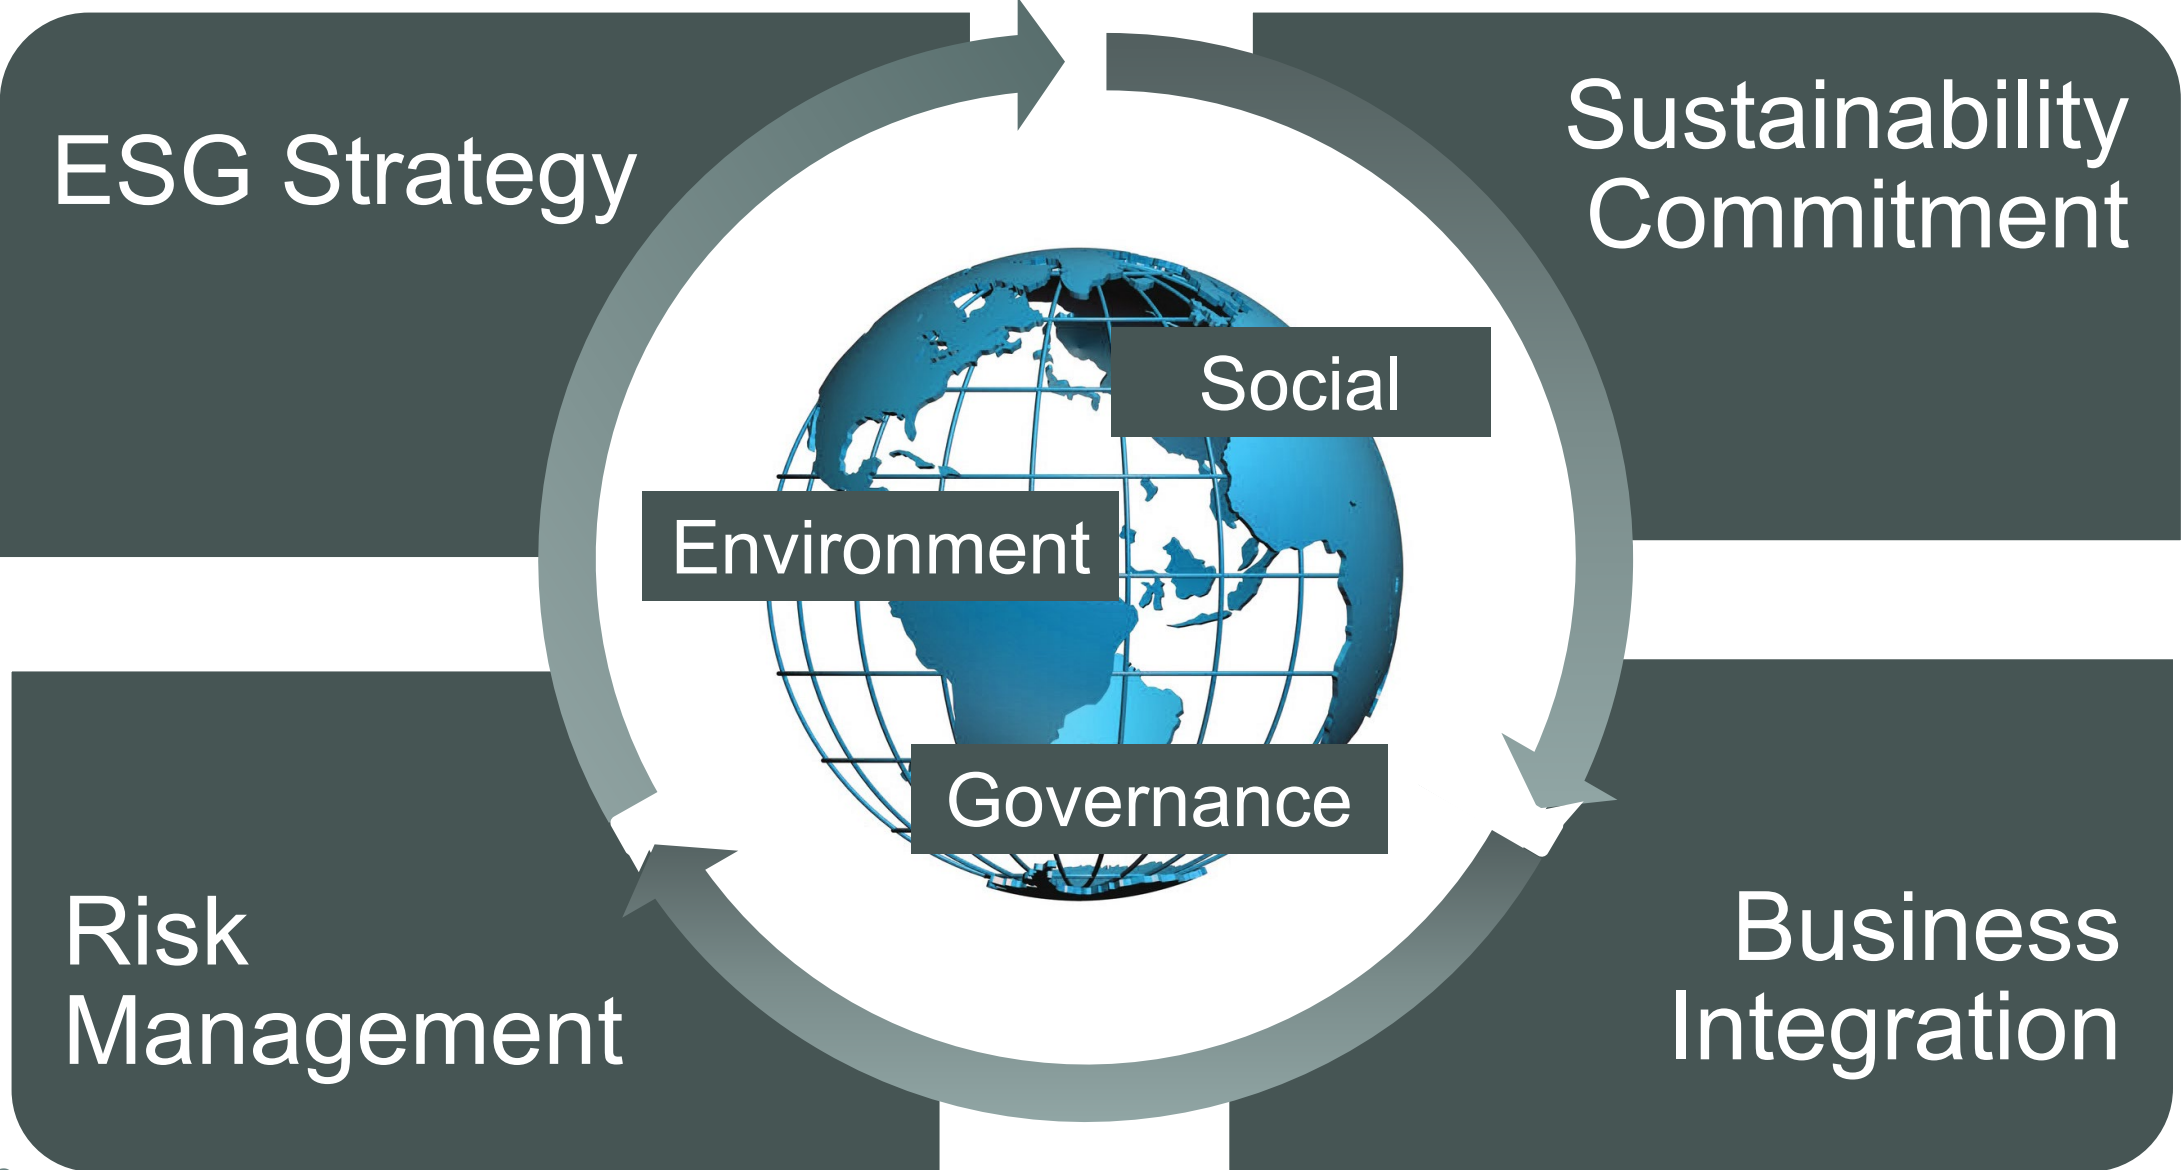 ESG Strategy
Sustainability
Commitment
Social
Environment
Governance
Risk
Management
Business
Integration